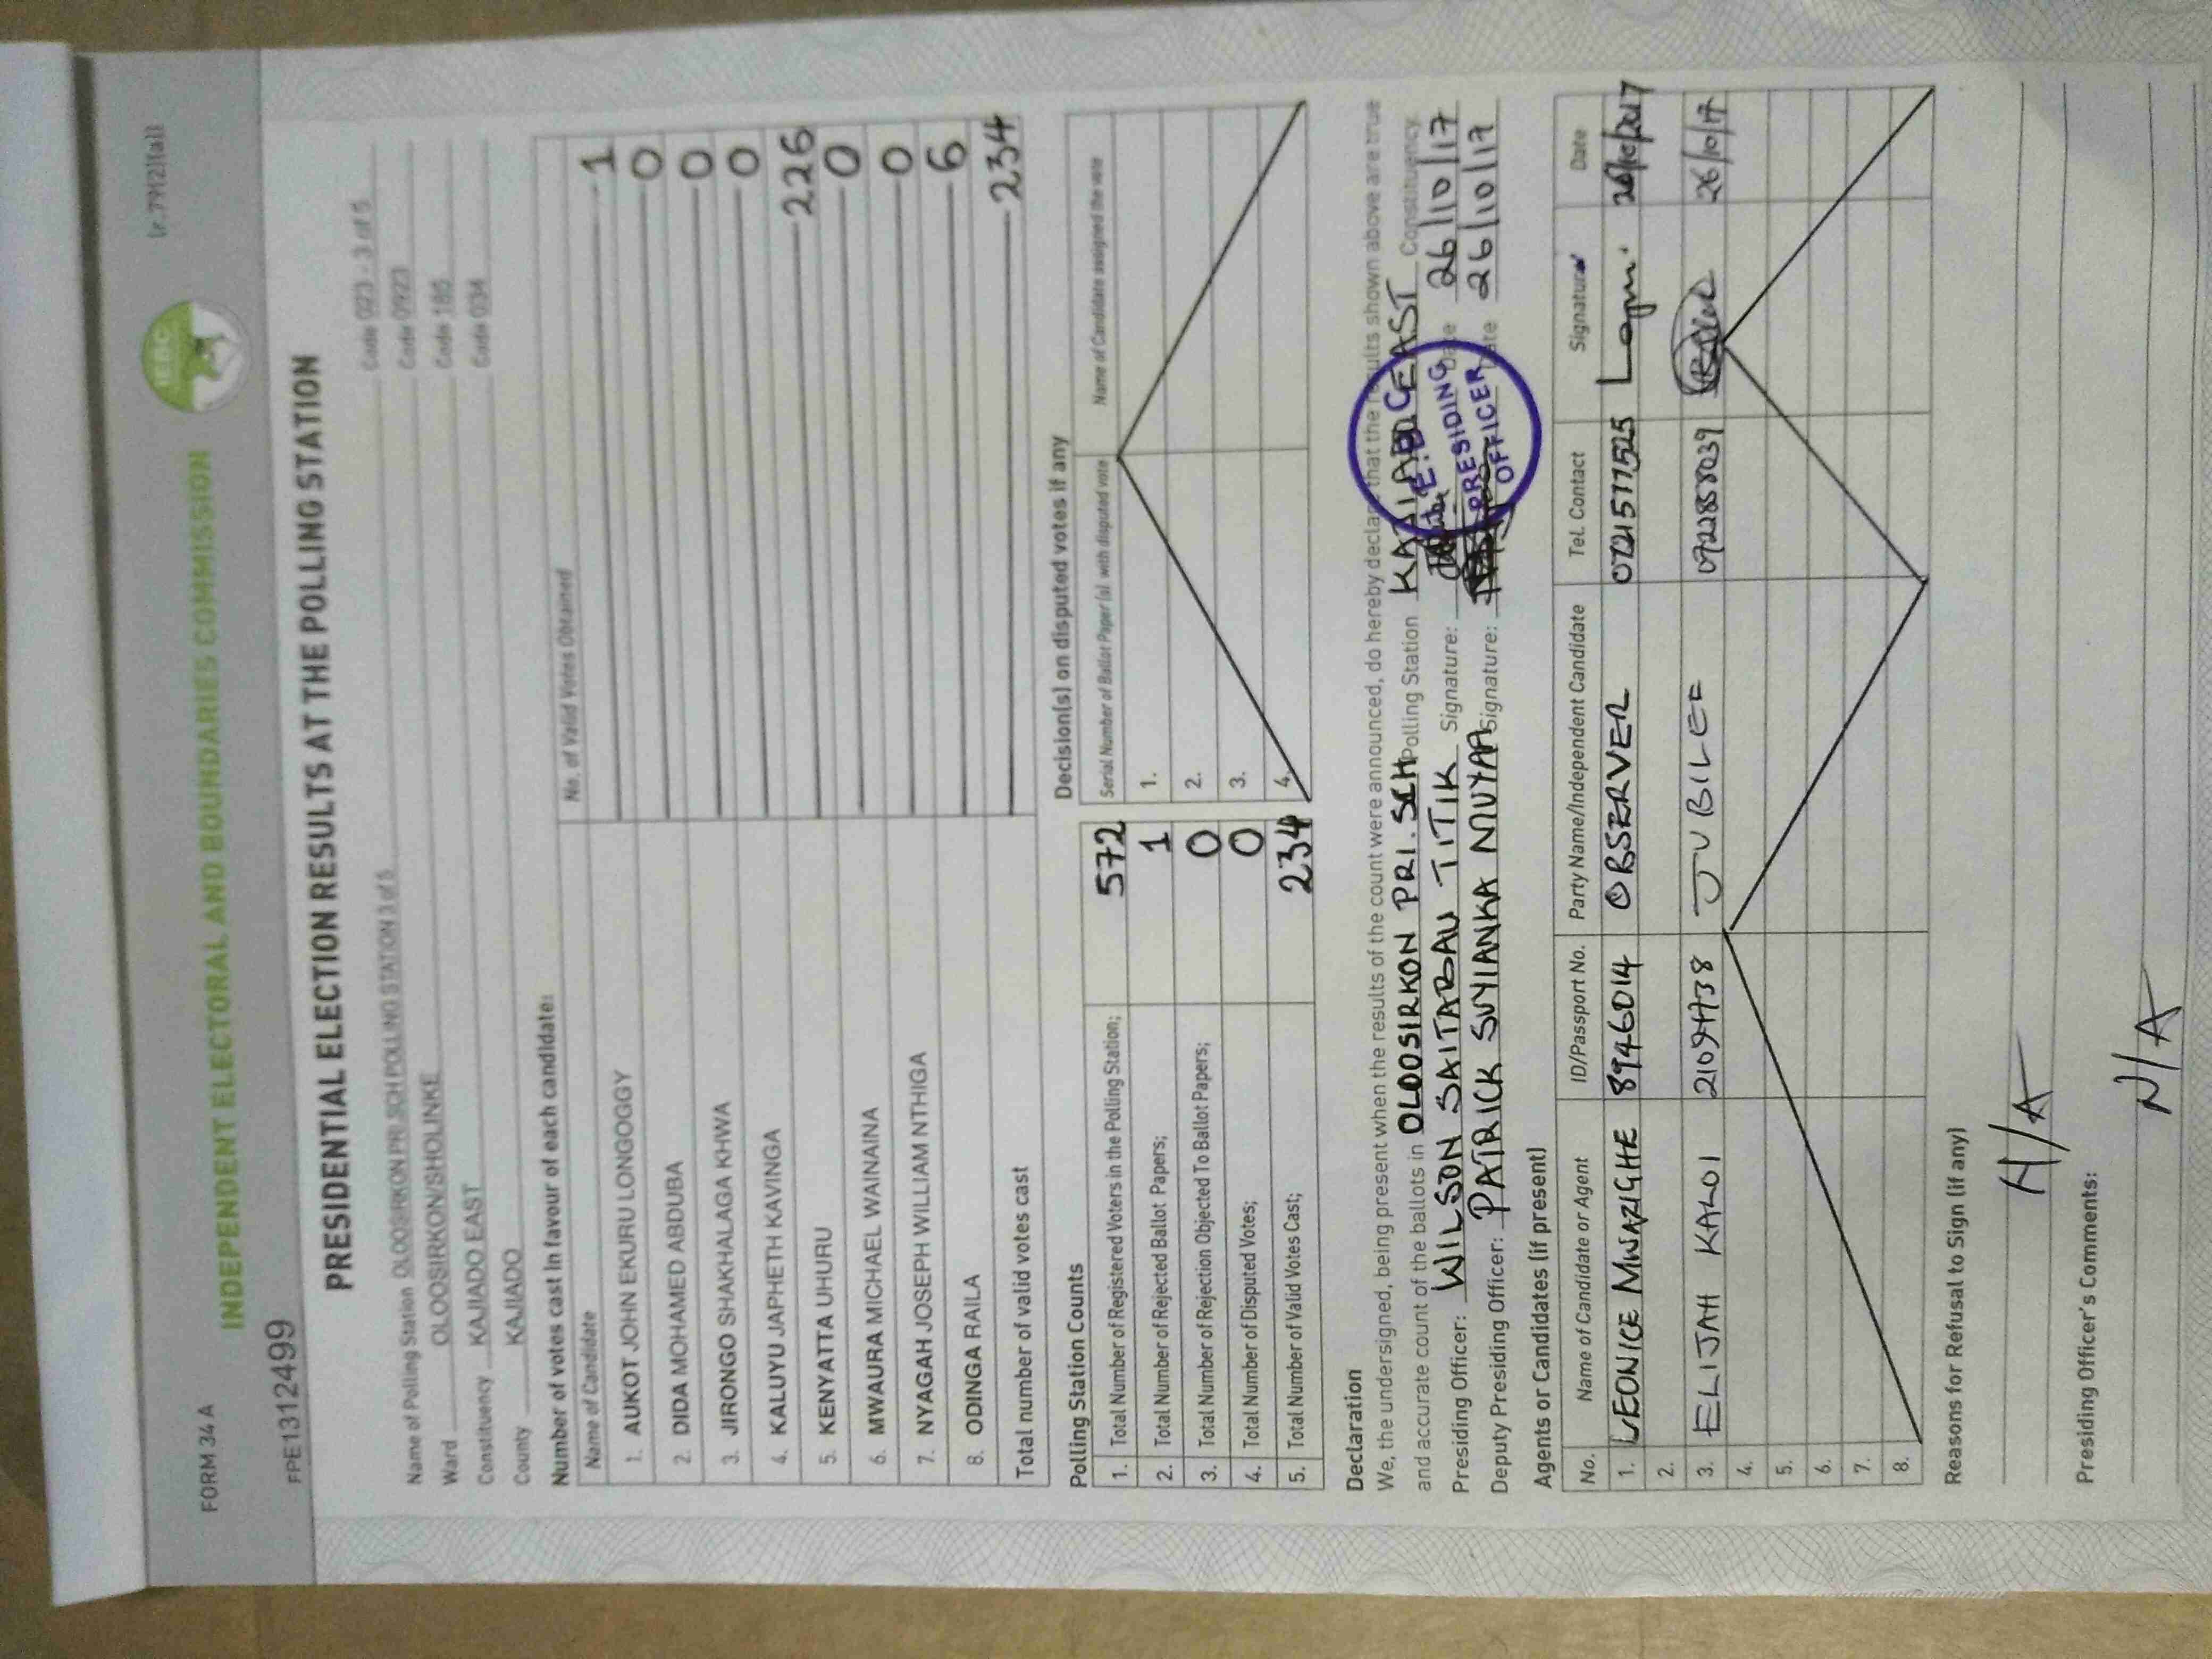 FORM 34 A
(r.79)2)(a))
INDEPENDENT ELECTORAL AND BOUNDARIES COMMISSION
IEBC
FPE1312499
PRESIDENTIAL ELECTION RESULTS AT THE POLLING STATION
Name of Polling Station OLOOSIRKON PRI SCH POLLING STATION 3 of 5 Code 023 - 3 of 5
Ward OLOOSIRKON/SHOLINKE Code 0923
Constituency KAJIADO EAST Code 185
County KAJIADO Code 034
Number of votes cast in favour of each candidate:
Name of Candidate No. of Valid Votes Obtained
1. AUKOT JOHN EKURU LONGOGGY 1
2. DIDA MOHAMED ABDUBA 0
3. JIRONGO SHAKHALAGA KHWA 0
4. KALUYU JAPHETH KAVINGA 0
5. KENYATTA UHURU 226
6. MWAURA MICHAEL WAINAINA 0
7. NYAGAH JOSEPH WILLIAM NTHIGA 0
8. ODINGA RAILA 6
Total number of valid votes cast 234
Polling Station Counts
1. Total Number of Registered Voters in the Polling Station; 572
2. Total Number of Rejected Ballot Papers; 1
3. Total Number of Rejection Objected To Ballot Papers; 0
4. Total Number of Disputed Votes; 0
5. Total Number of Valid Votes Cast; 234
Decision(s) on disputed votes if any
Serial Number of Ballot Paper (s) with disputed vote Name of Candidate assigned the vote
1.
2.
3.
4.
Declaration
We, the undersigned, being present when the results of the count were announced, do hereby declare that the results shown above are true
and accurate count of the ballots in OLOOSIRKON PRI. SCH Polling Station KAJIADO EAST Constituency.
Presiding Officer: WILSON SAITABAU TITIK Signature: Date 26/10/17
Deputy Presiding Officer: PATRICK SUYIANKA MUYAA Signature: Date 26/10/17
PRESIDING
OFFICER
Agents or Candidates (if present)
No. Name of Candidate or Agent ID/Passport No. Party Name/Independent Candidate Tel. Contact Signature Date
1. LEONICE MWAZIGHE 8946014 OBSERVER 0721517525 26/10/2017
2.
3. ELIJAH KALOI JUBILEE 0722858039 26/10/17
4.
5.
6.
7.
8.
Reasons for Refusal to Sign (if any)
N/A
Presiding Officer's Comments:
N/A